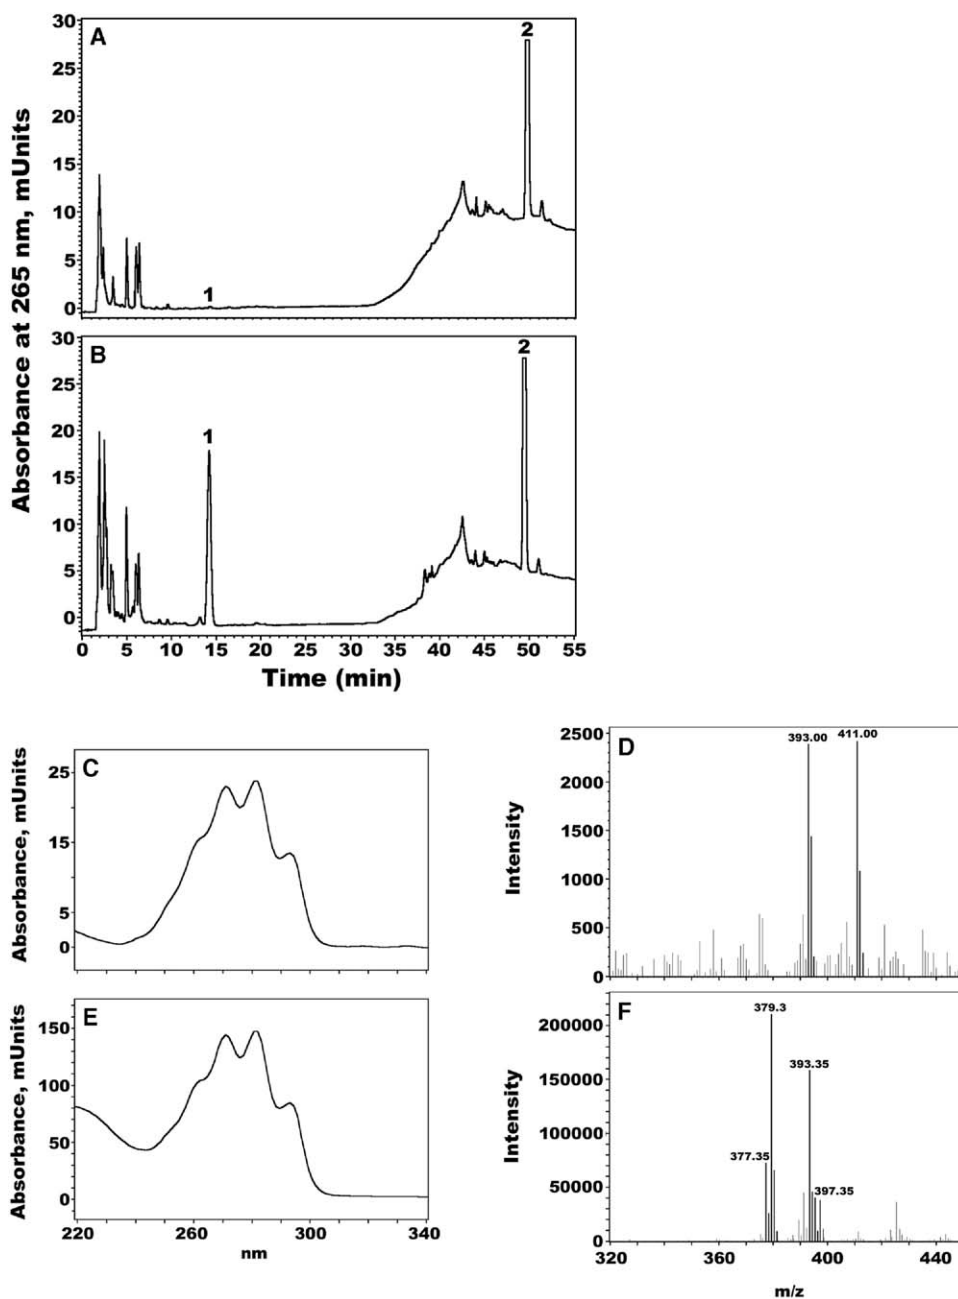 A
2
30
25
20
15
10
5
0
1
Absorbance at 265 nm, mUnits
B
2
30
25
20
15
10
5
0
1
0 5 10 15 20 25 30 35 40 45 50 55
Time (min)
C
Absorbance, mUnits
25
15
5
0
D
393.00 411.00
Intensity
2500
2000
1500
1000
500
0
E
Absorbance, mUnits
150
100
50
0
220 260 300 340
nm
F
379.3
393.35
377.35
397.35
Intensity
200000
150000
100000
50000
0
320 360 400 440
m/z